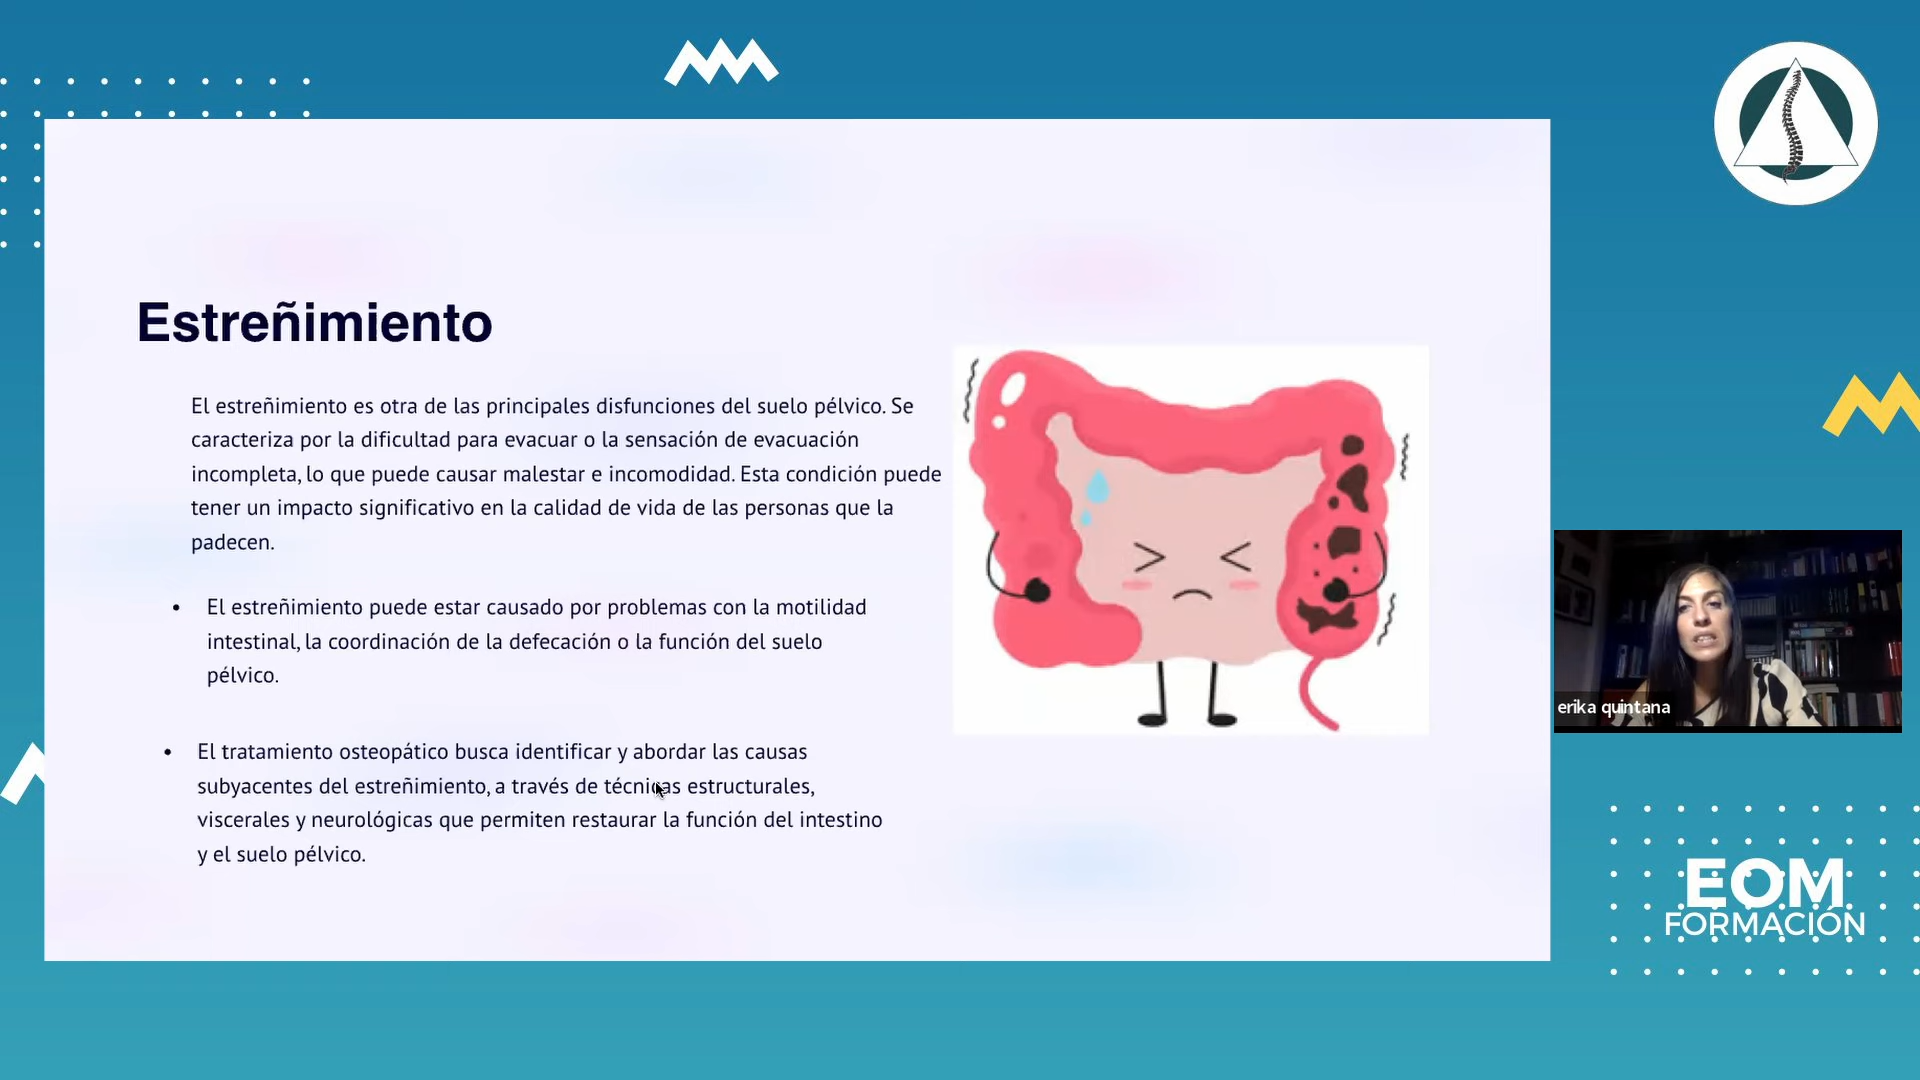 Estreñimiento
El estreñimiento es otra de las principales disfunciones del suelo pélvico. Se
caracteriza por la dificultad para evacuar o la sensación de evacuación
incompleta, lo que puede causar malestar e incomodidad. Esta condición puede
tener un impacto significativo en la calidad de vida de las personas que la
padecen.
• El estreñimiento puede estar causado por problemas con la motilidad
intestinal, la coordinación de la defecación o la función del suelo
pélvico.
• El tratamiento osteopático busca identificar y abordar las causas
subyacentes del estreñimiento, a través de técnicas estructurales,
viscerales y neurológicas que permiten restaurar la función del intestino
y el suelo pélvico.
erika quintana
EOM
FORMACIÓN